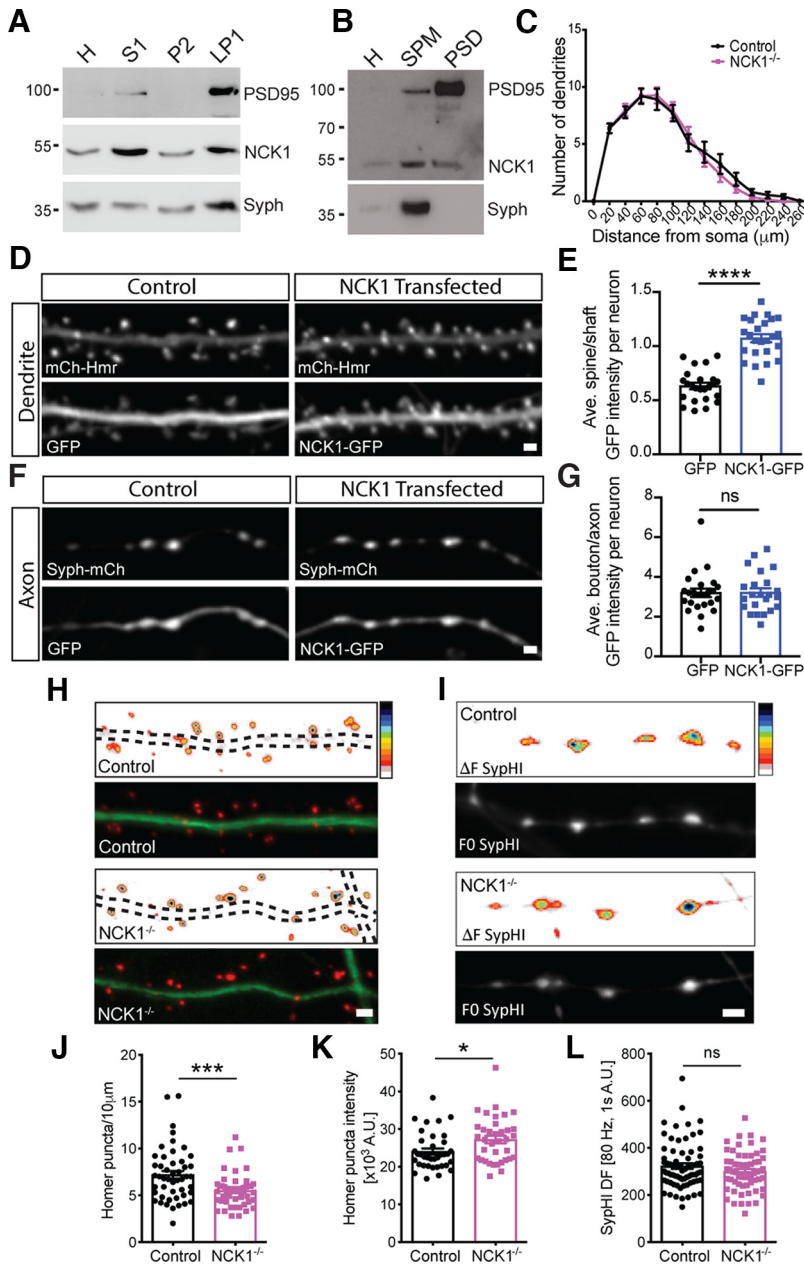 A
H S1 P2 LP1
100 PSD95
55 NCK1
35 Syph
B
H SPM PSD
100 PSD95
70
55 NCK1
35 Syph
C
Control
NCK1-/-
Number of dendrites
15
10
5
0
0 20 40 60 80 100 120 140 160 180 200 220 240 260
Distance from soma (μm)
D
Control NCK1 Transfected
Dendrite
mCh-Hmr mCh-Hmr
GFP NCK1-GFP
E
****
Ave. spine/shaft
GFP intensity per neuron
1.5
1.0
0.5
0.0
GFP NCK1-GFP
F
Control NCK1 Transfected
Axon
Syph-mCh Syph-mCh
GFP NCK1-GFP
G
ns
Ave. bouton/axon
GFP intensity per neuron
8
6
4
2
0
GFP NCK1-GFP
H
Control
Control
NCK1-/-
NCK1-/-
I
Control
ΔF SypHI
F0 SypHI
NCK1-/-
ΔF SypHI
F0 SypHI
J
***
Homer puncta/10μm
20
15
10
5
0
Control NCK1-/-
K
*
Homer puncta intensity
[x10³ A.U.]
50
40
30
20
10
0
Control NCK1-/-
L
ns
SypHI DF [80 Hz, 1s A.U.]
800
600
400
200
0
Control NCK1-/-